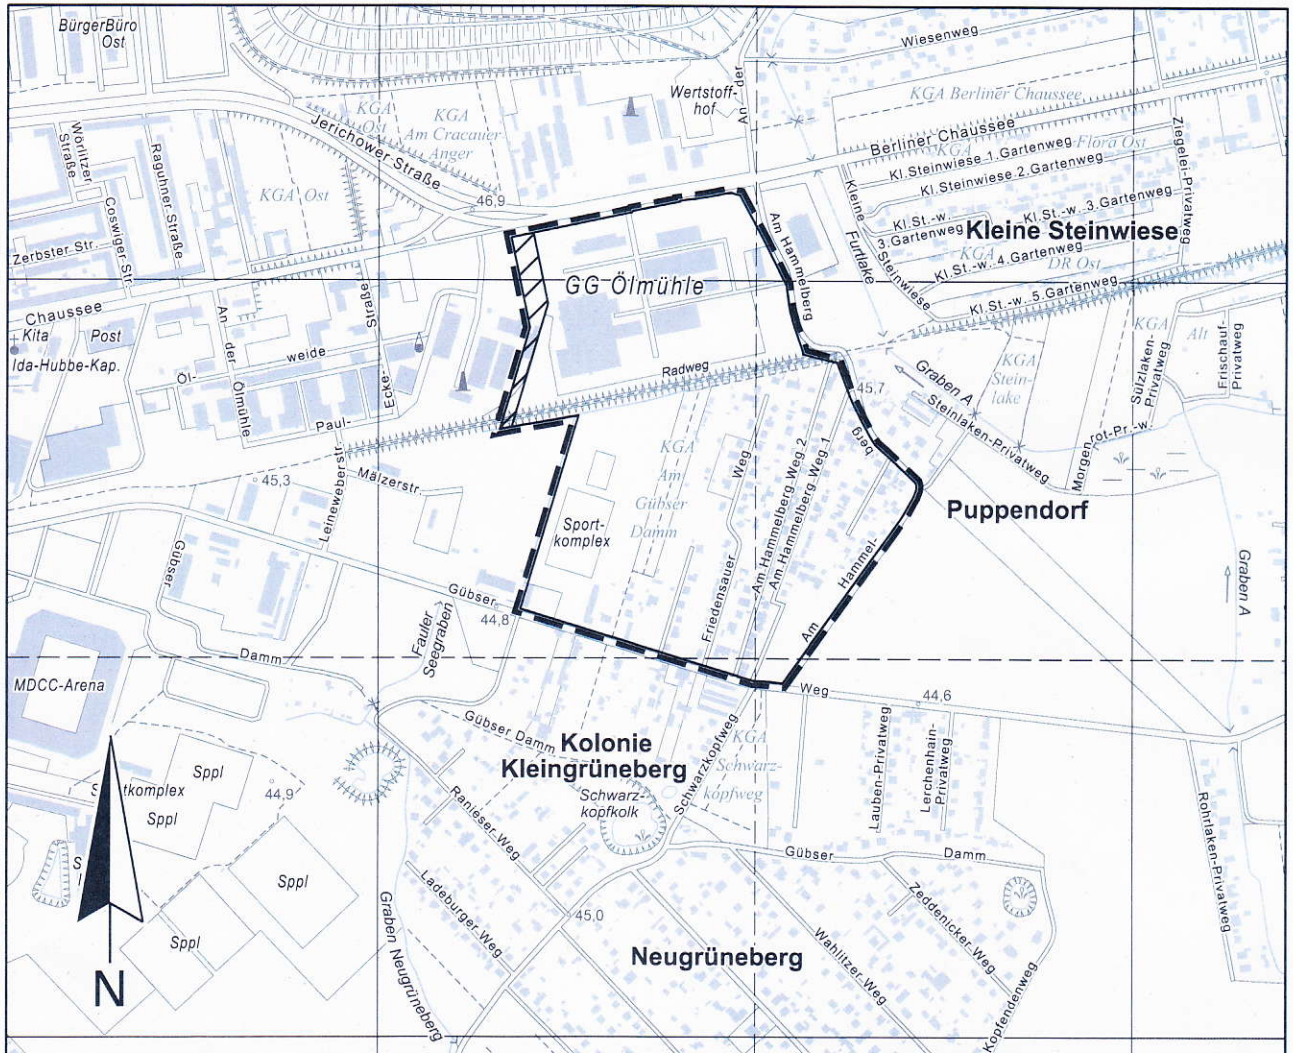 BürgerBüro
Ost
Wiesenweg
An der
Wertstoff-
hof
KGA Berliner Chaussee
KGA
Ost
KGA
Am Cracauer
Anger
Jerichower Straße
Berliner Chaussee
KGA
Flora Ost
Wörlitzer
Straße
Raguhner Straße
Coswiger Str.
Zerbster Str.
KGA Ost
46,9
Kl.Steinwiese 1.Gartenweg
Kl.Steinwiese 2.Gartenweg
Kl.St.-w. 3.Gartenweg
Kl.St.-w.
3.Gartenweg
Ziegelei-Privatweg
Kleine Steinwiese
Kleine
Steinwiese
Furtlake
Am Hammelberg
KGA
DR Ost
Kl.St.-w. 4.Gartenweg
Kl.St.-w. 5.Gartenweg
GG Ölmühle
Chaussee
Kita
Post
Ida-Hubbe-Kap.
An der Ölmühle
Öl-
weide
Straße
Ecke-
Paul-
Radweg
Graben A
45,7
KGA
Stein-
lake
KGA
Alt
Sülzlaken-
Privatweg
Frischauf-
Privatweg
Steinlaken-Privatweg
Morgenrot-Pr.-w.
berg
Leineweberstr.
Mälzerstr.
45,3
KGA
Am
Gübser
Damm
Weg
Am Hammelberg Weg 2
Am Hammelberg Weg 1
Puppendorf
Sport-
komplex
Gübser
Hammel-
Am
Friedensauer
Graben A
Gübser
44,8
Fauler
Seegraben
Damm
MDCC-Arena
Weg
44,6
Gübser Damm
Kolonie
Kleingrüneberg
KGA
Schwarz-
kopfweg
Schwarzkopfweg
Schwarz-
kopfkolk
Lauben-Privatweg
Lerchenhain-
Privatweg
Rohrlaken-Privatweg
Sppl
tkomplex
Sppl
44,9
Ranieser Weg
Gübser
Damm
Sppl
Ladeburger Weg
Zeddenicker Weg
45,0
Sppl
Graben Neugrüneberg
Neugrüneberg
Wahlitzer Weg
Kopfendenweg
N